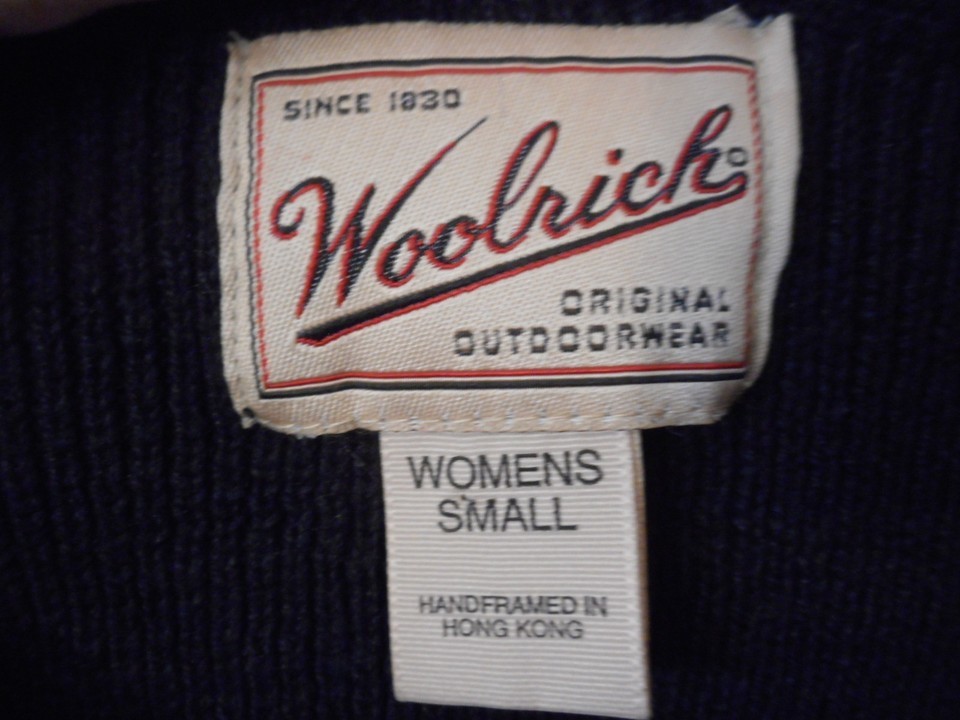 SINCE 1830
Woolrich
ORIGINAL
OUTDOORWEAR
WOMENS
SMALL
HANDFRAMED IN
HONG KONG